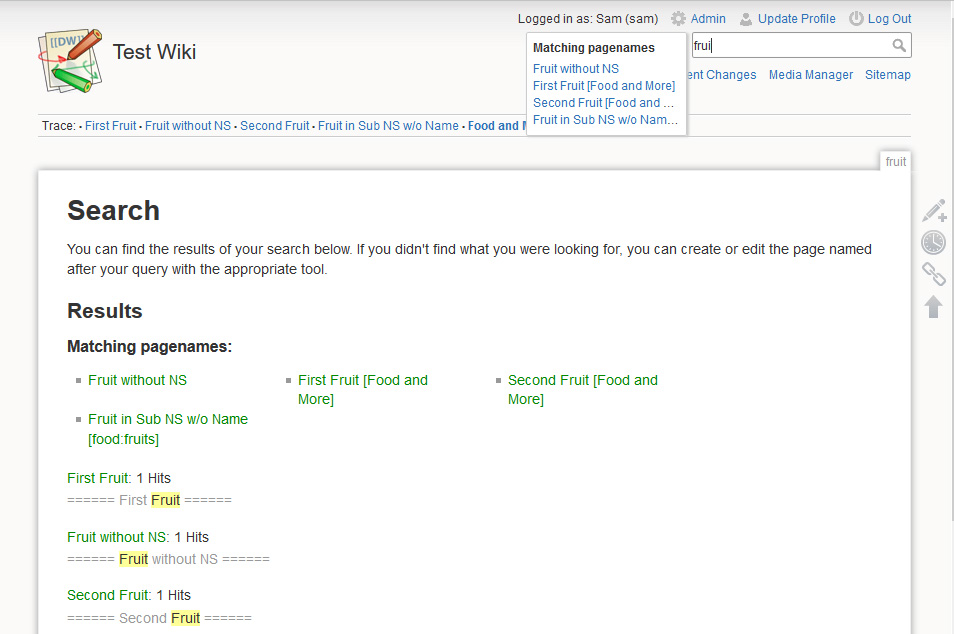 Logged in as: Sam (sam) Admin Update Profile Log Out
[[DW]]
Test Wiki
frui
Matching pagenames
Fruit without NS
First Fruit [Food and More]
Second Fruit [Food and ...
Fruit in Sub NS w/o Nam...
Changes Media Manager Sitemap
Trace: • First Fruit • Fruit without NS • Second Fruit • Fruit in Sub NS w/o Name • Food and
fruit
Search
You can find the results of your search below. If you didn't find what you were looking for, you can create or edit the page named
after your query with the appropriate tool.
Results
Matching pagenames:
Fruit without NS
First Fruit [Food and
More]
Second Fruit [Food and
More]
Fruit in Sub NS w/o Name
[food:fruits]
First Fruit: 1 Hits
====== First Fruit ======
Fruit without NS: 1 Hits
====== Fruit without NS ======
Second Fruit: 1 Hits
====== Second Fruit ======